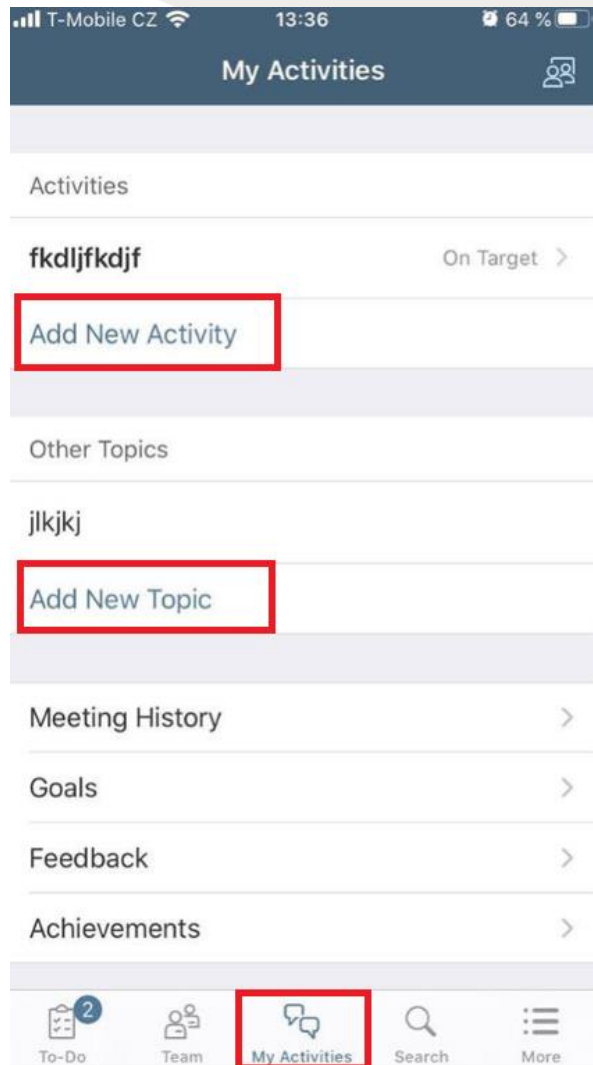 T-Mobile CZ 13:36 64 %
My Activities
Activities
fkdljfkdjf On Target
Add New Activity
Other Topics
jlkjkj
Add New Topic
Meeting History
Goals
Feedback
Achievements
2
To-Do Team My Activities Search More